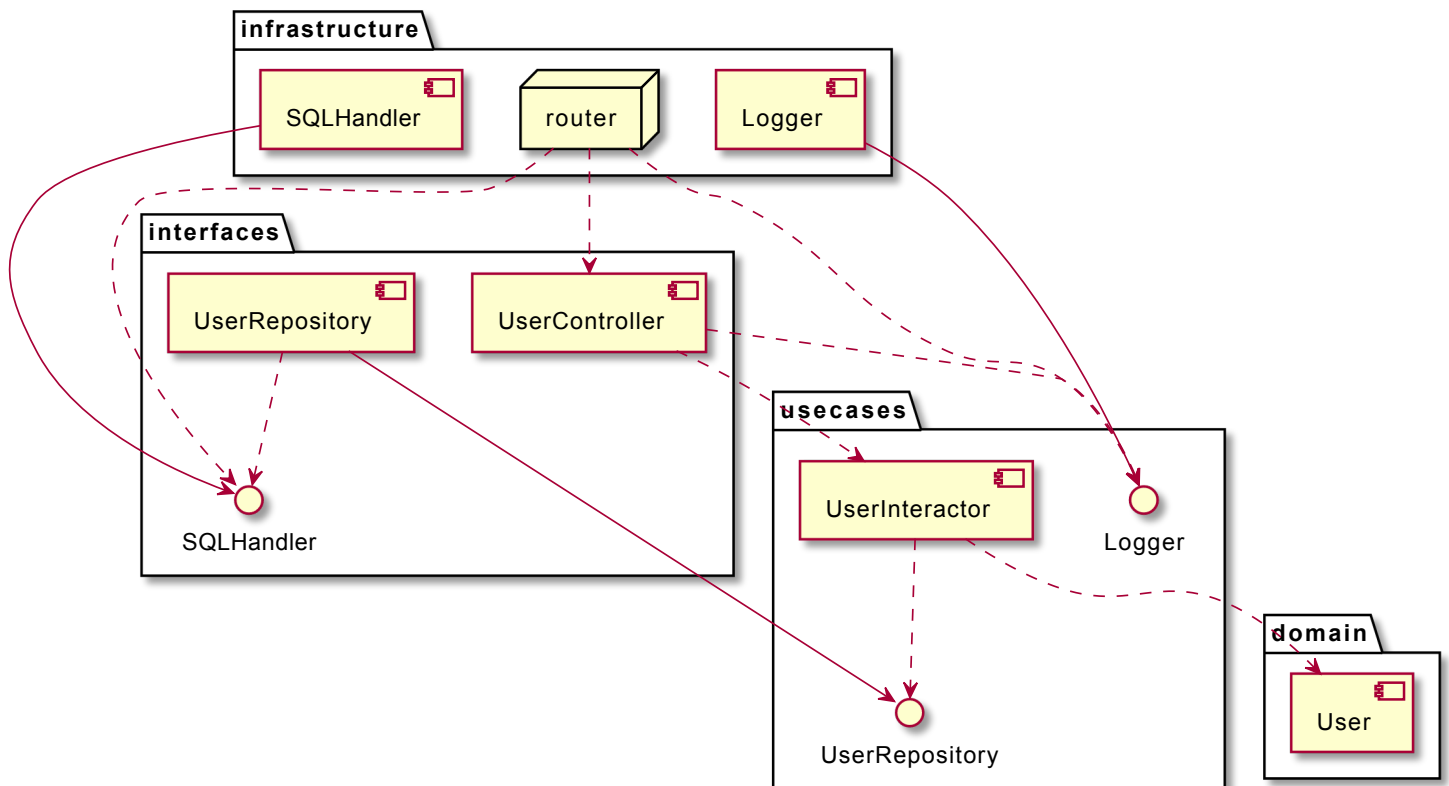 infrastructure
SQLHandler
router
Logger
interfaces
UserRepository
UserController
usecases
UserInteractor
SQLHandler
Logger
domain
User
UserRepository